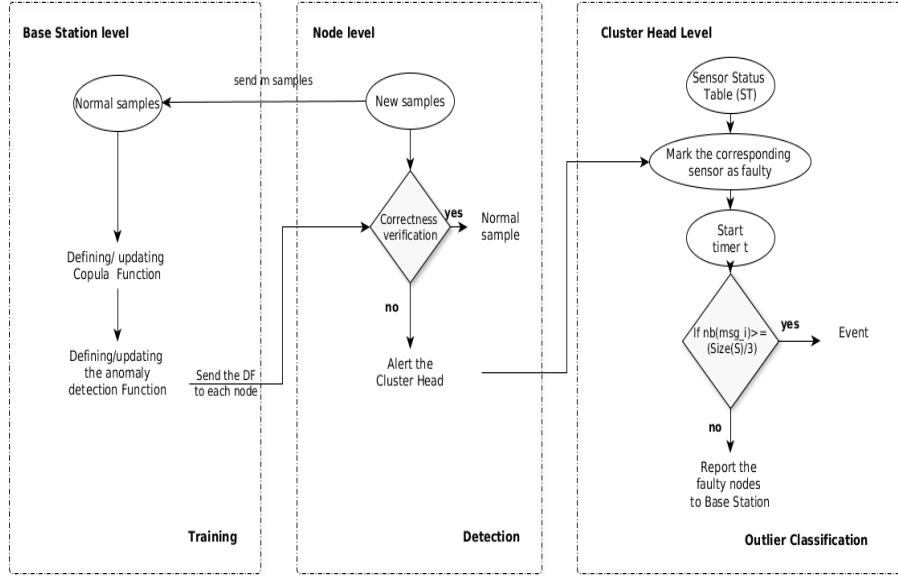 Base Station level
Normal samples
Defining/ updating
Copula Function
Defining/updating
the anomaly
detection Function
Send the DF
to each node
Training
send m samples
Node level
New samples
Correctness
verification
yes
Normal
sample
no
Alert the
Cluster Head
Detection
Cluster Head Level
Sensor Status
Table (ST)
Mark the corresponding
sensor as faulty
Start
timer t
If nb(msg_i)>=
(Size(S)/3)
yes
Event
no
Report the
faulty nodes
to Base Station
Outlier Classification